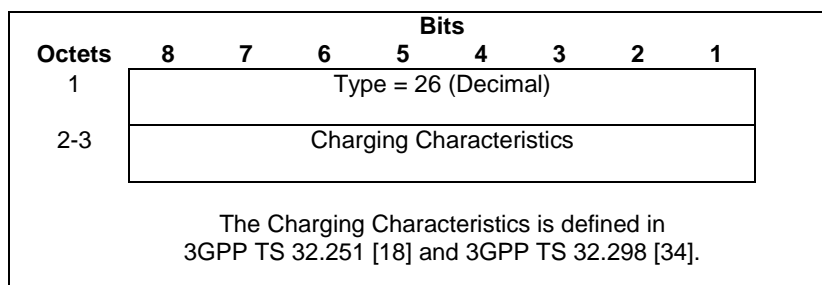 Bits
Octets 8 7 6 5 4 3 2 1
1 Type = 26 (Decimal)
2-3 Charging Characteristics
The Charging Characteristics is defined in
3GPP TS 32.251 [18] and 3GPP TS 32.298 [34].